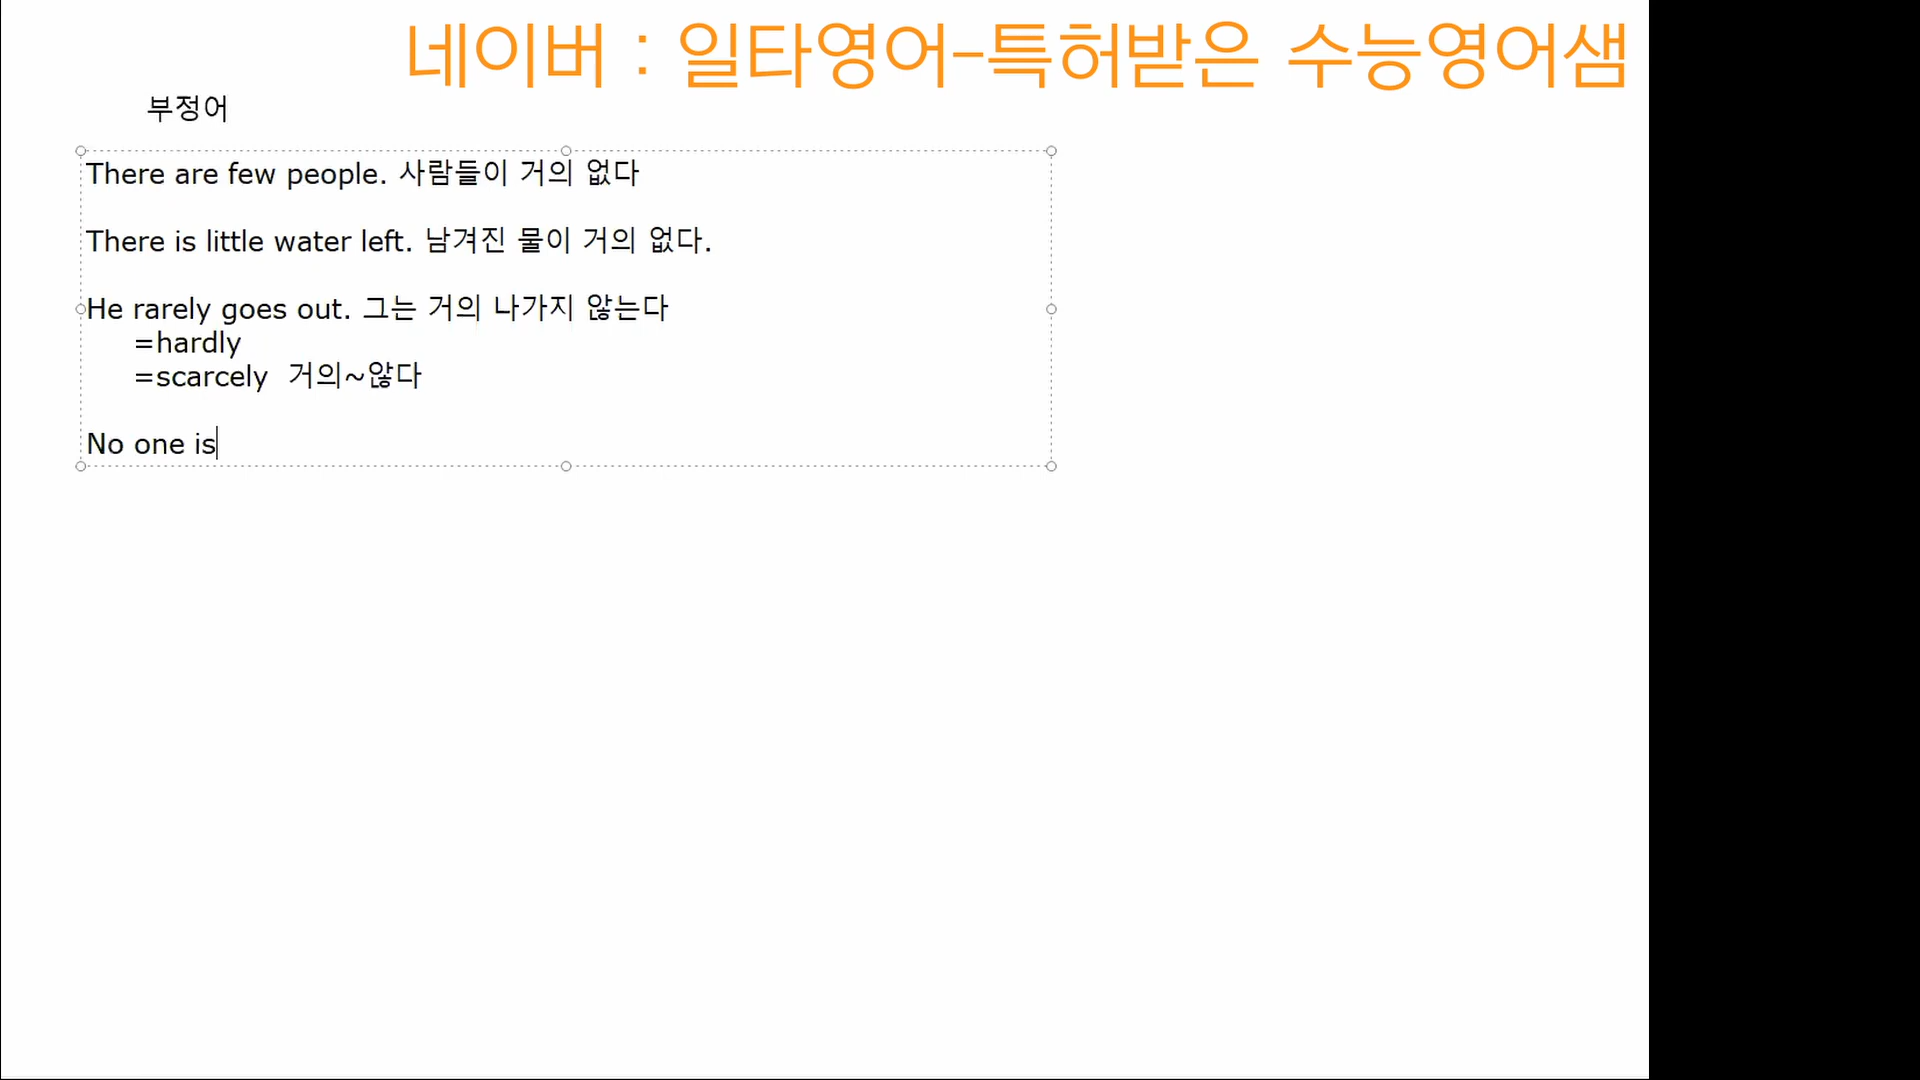 네이버 : 일타영어-특허받은 수능영어샘
부정어
There are few people. 사람들이 거의 없다
There is little water left. 남겨진 물이 거의 없다.
He rarely goes out. 그는 거의 나가지 않는다
=hardly
=scarcely 거의~않다
No one is